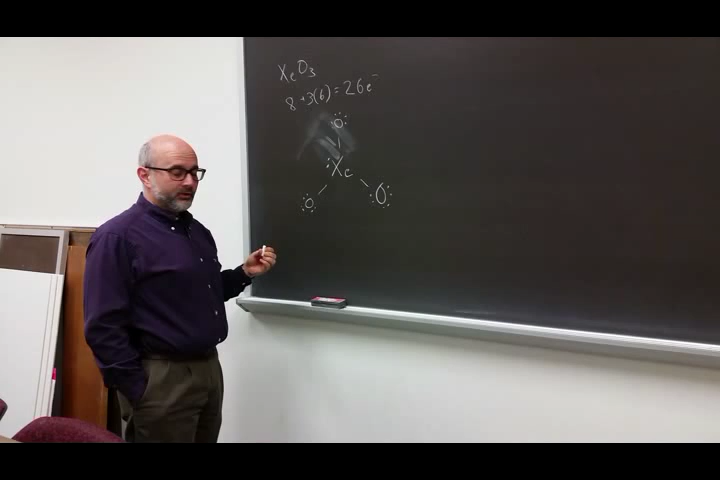 XeO₃
8 + 3(6) = 26e⁻
O
Xe
O O